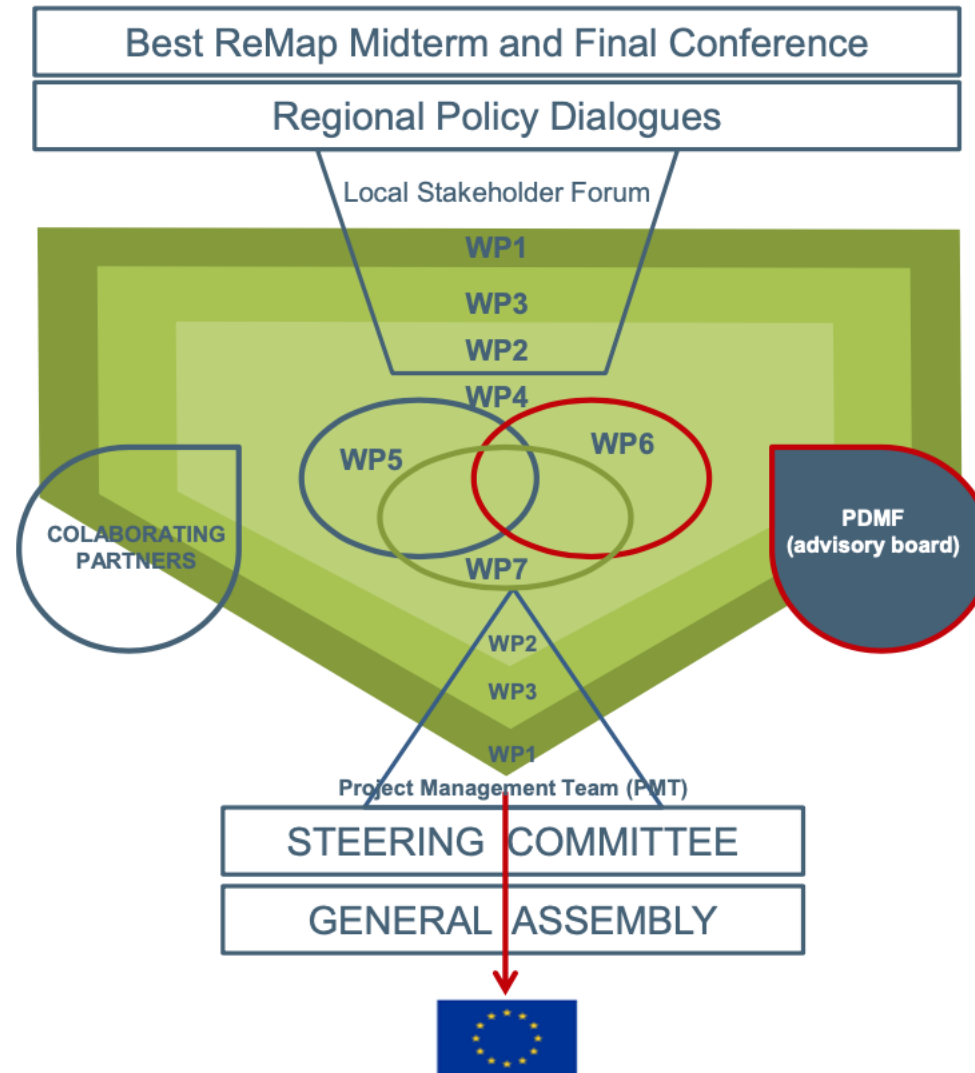 Best ReMap Midterm and Final Conference
Regional Policy Dialogues
Local Stakeholder Forum
WP1
WP3
WP2
WP4
WP5
WP6
COLABORATING
PARTNERS
PDMF
(advisory board)
WP7
WP2
WP3
WP1
Project Management Team (PMT)
STEERING COMMITTEE
GENERAL ASSEMBLY